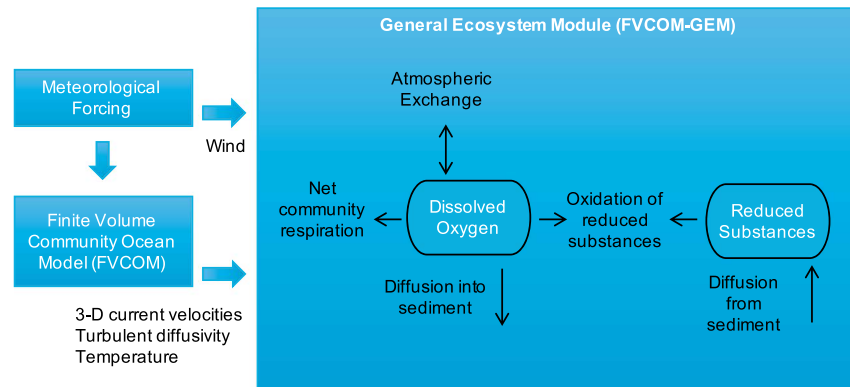 General Ecosystem Module (FVCOM-GEM)
Meteorological
Forcing
Wind
Finite Volume
Community Ocean
Model (FVCOM)
3-D current velocities
Turbulent diffusivity
Temperature
Atmospheric
Exchange
Net
community
respiration
Dissolved
Oxygen
Oxidation of
reduced
substances
Reduced
Substances
Diffusion into
sediment
Diffusion
from
sediment